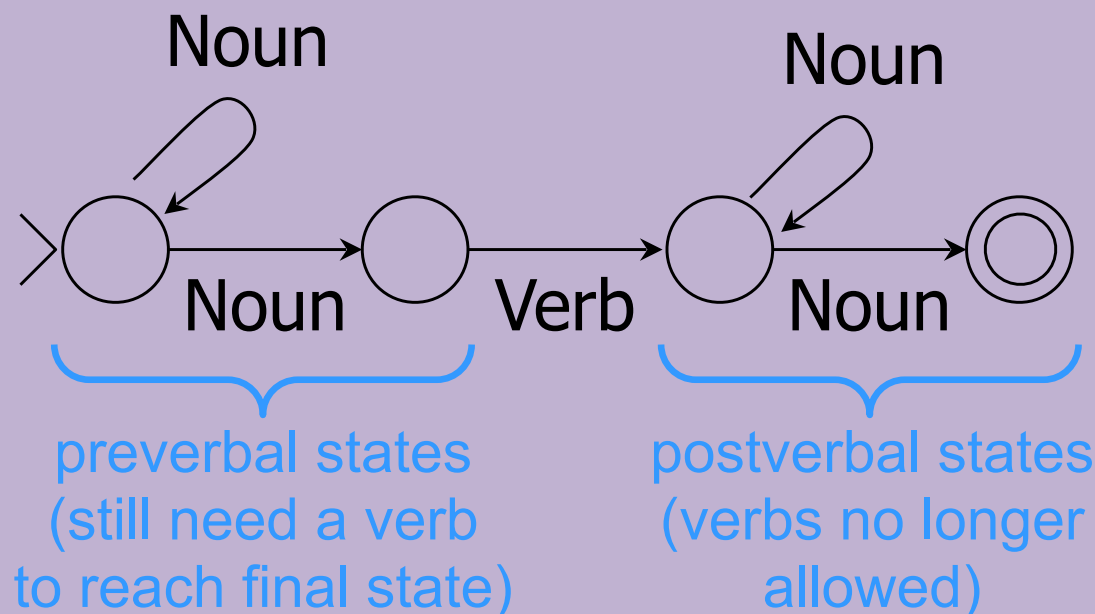 Noun
Noun
Noun
Verb
Noun
preverbal states
(still need a verb
to reach final state)
postverbal states
(verbs no longer
allowed)